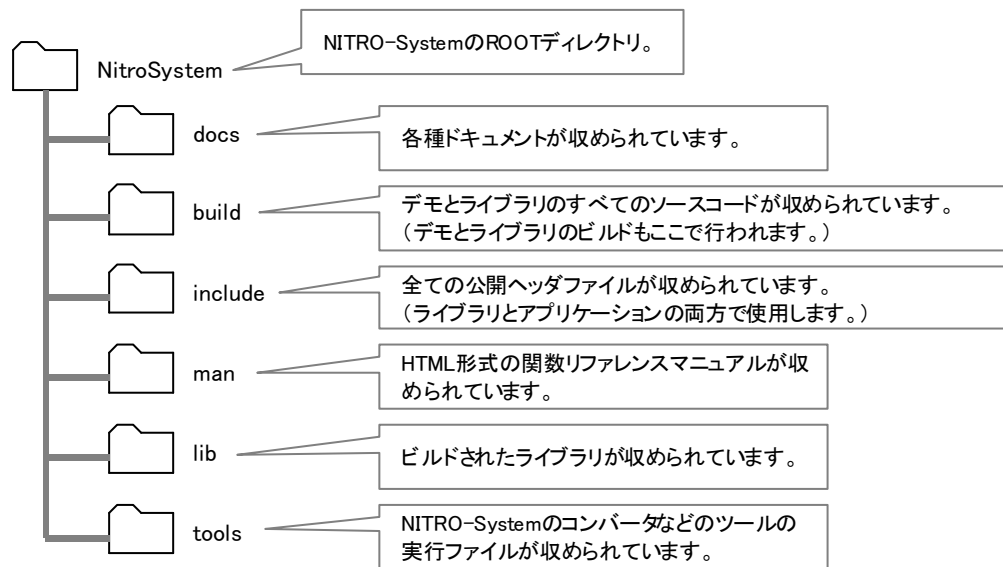 NITRO-SystemのROOTディレクトリ。
NitroSystem
docs
各種ドキュメントが収められています。
build
デモとライブラリのすべてのソースコードが収められています。
（デモとライブラリのビルドもここで行われます。）
include
全ての公開ヘッダファイルが収められています。
（ライブラリとアプリケーションの両方で使用します。）
man
HTML形式の関数リファレンスマニュアルが収
められています。
lib
ビルドされたライブラリが収められています。
tools
NITRO-Systemのコンバータなどのツールの
実行ファイルが収められています。